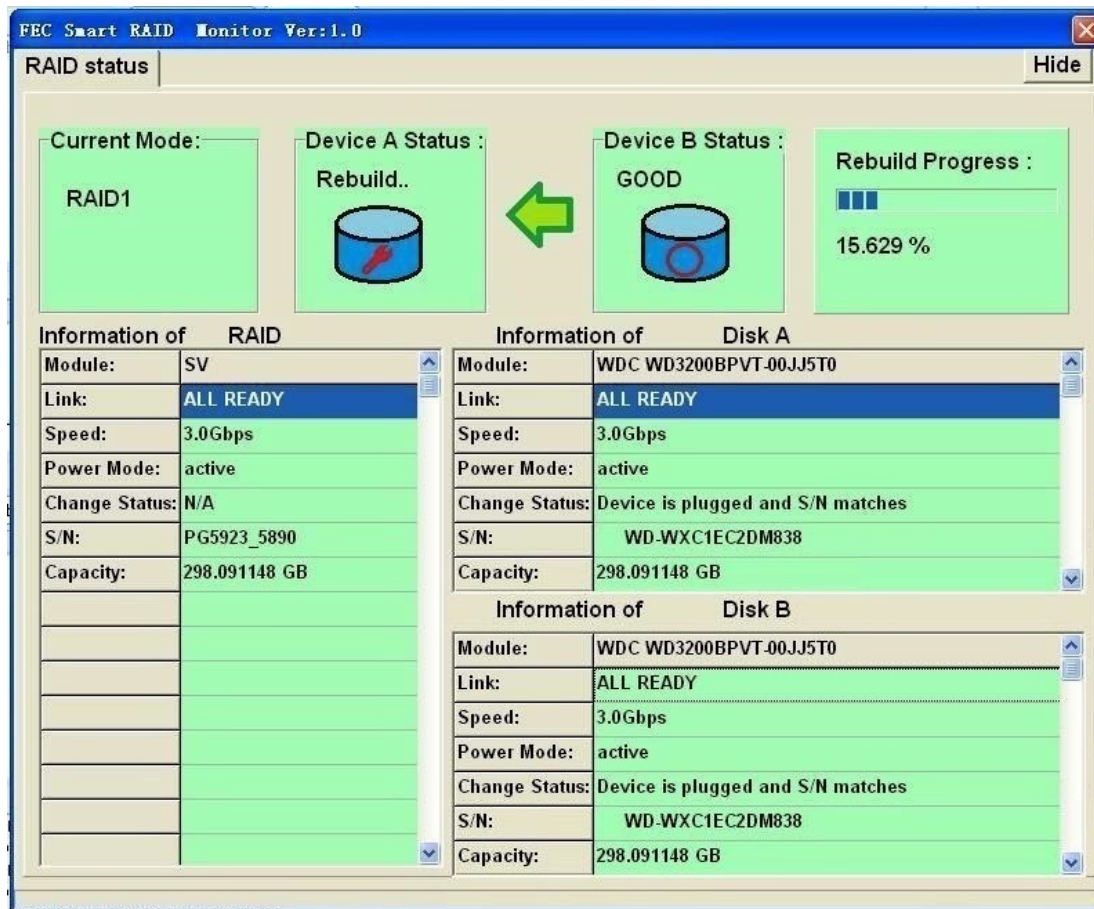 FEC Smart RAID Monitor Ver:1.0
RAID status
Hide
Current Mode:
RAID1
Device A Status :
Rebuild..
Device B Status :
GOOD
Rebuild Progress :
15.629 %
Information of RAID
Module: SV
Link: ALL READY
Speed: 3.0Gbps
Power Mode: active
Change Status: N/A
S/N: PG5923_5890
Capacity: 298.091148 GB
Information of Disk A
Module: WDC WD3200BPVT-00JJ5T0
Link: ALL READY
Speed: 3.0Gbps
Power Mode: active
Change Status: Device is plugged and S/N matches
S/N: WD-WXC1EC2DM838
Capacity: 298.091148 GB
Information of Disk B
Module: WDC WD3200BPVT-00JJ5T0
Link: ALL READY
Speed: 3.0Gbps
Power Mode: active
Change Status: Device is plugged and S/N matches
S/N: WD-WXC1EC2DM838
Capacity: 298.091148 GB